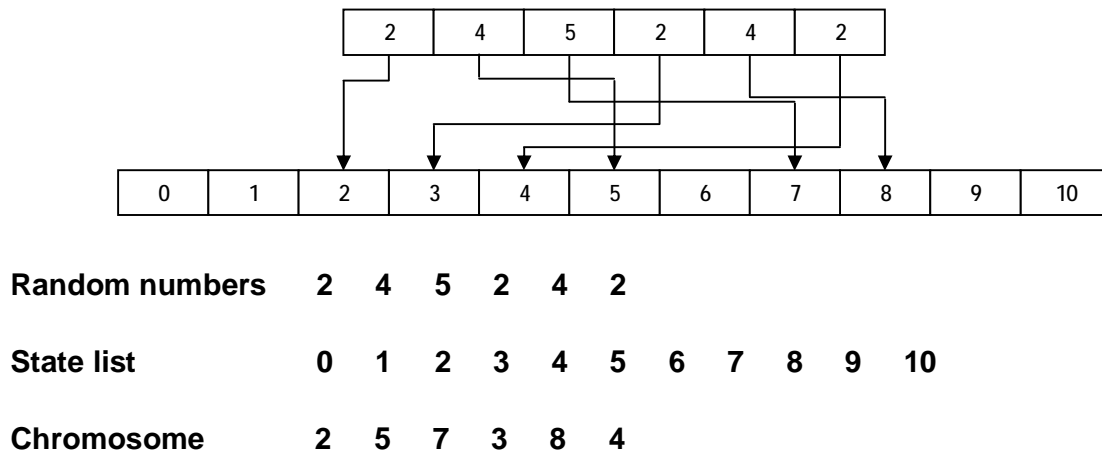 2 4 5 2 4 2
0 1 2 3 4 5 6 7 8 9 10
Random numbers 2 4 5 2 4 2
State list 0 1 2 3 4 5 6 7 8 9 10
Chromosome 2 5 7 3 8 4